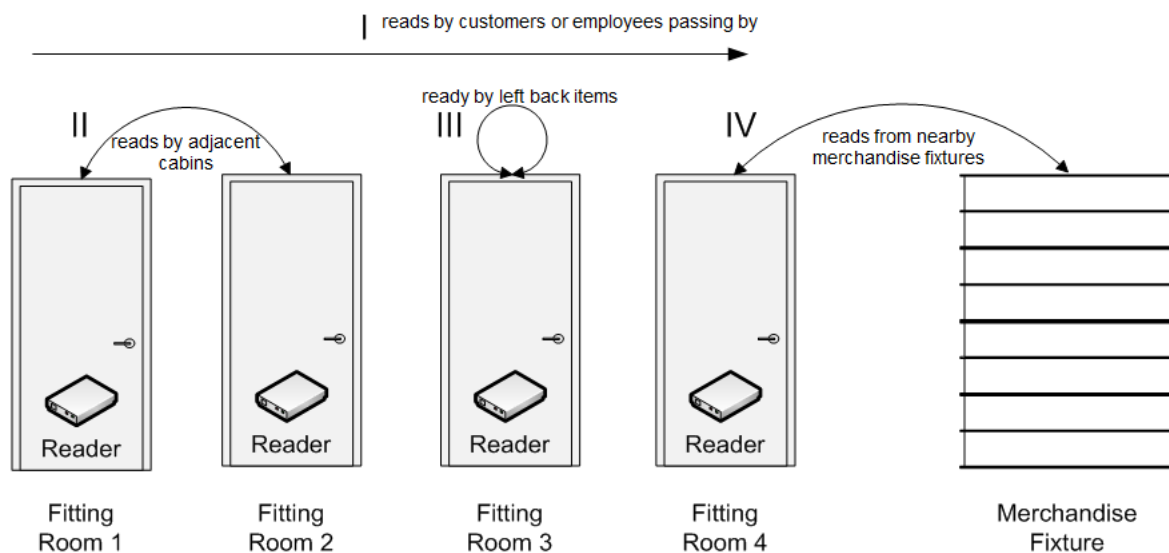 I reads by customers or employees passing by
ready by left back items
II
III
IV
reads by adjacent
cabins
reads from nearby
merchandise fixtures
Reader
Reader
Reader
Reader
Fitting
Room 1
Fitting
Room 2
Fitting
Room 3
Fitting
Room 4
Merchandise
Fixture